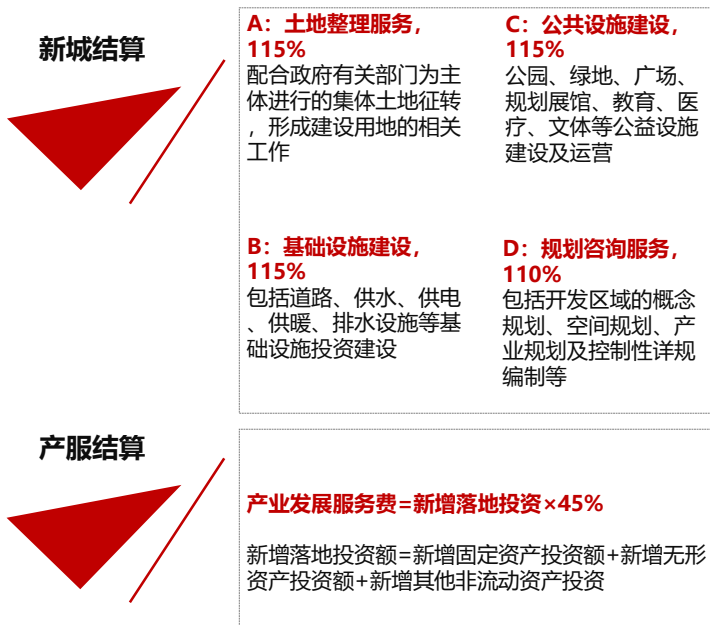 新城结算
A：土地整理服务，
115%
配合政府有关部门为主
体进行的集体土地征转
，形成建设用地的相关
工作
C：公共设施建设，
115%
公园、绿地、广场、
规划展馆、教育、医
疗、文体等公益设施
建设及运营
B：基础设施建设，
115%
包括道路、供水、供电
、供暖、排水设施等基
础设施投资建设
D：规划咨询服务，
110%
包括开发区域的概念
规划、空间规划、产
业规划及控制性详规
编制等
产服结算
产业发展服务费=新增落地投资×45%
新增落地投资额=新增固定资产投资额+新增无形
资产投资额+新增其他非流动资产投资